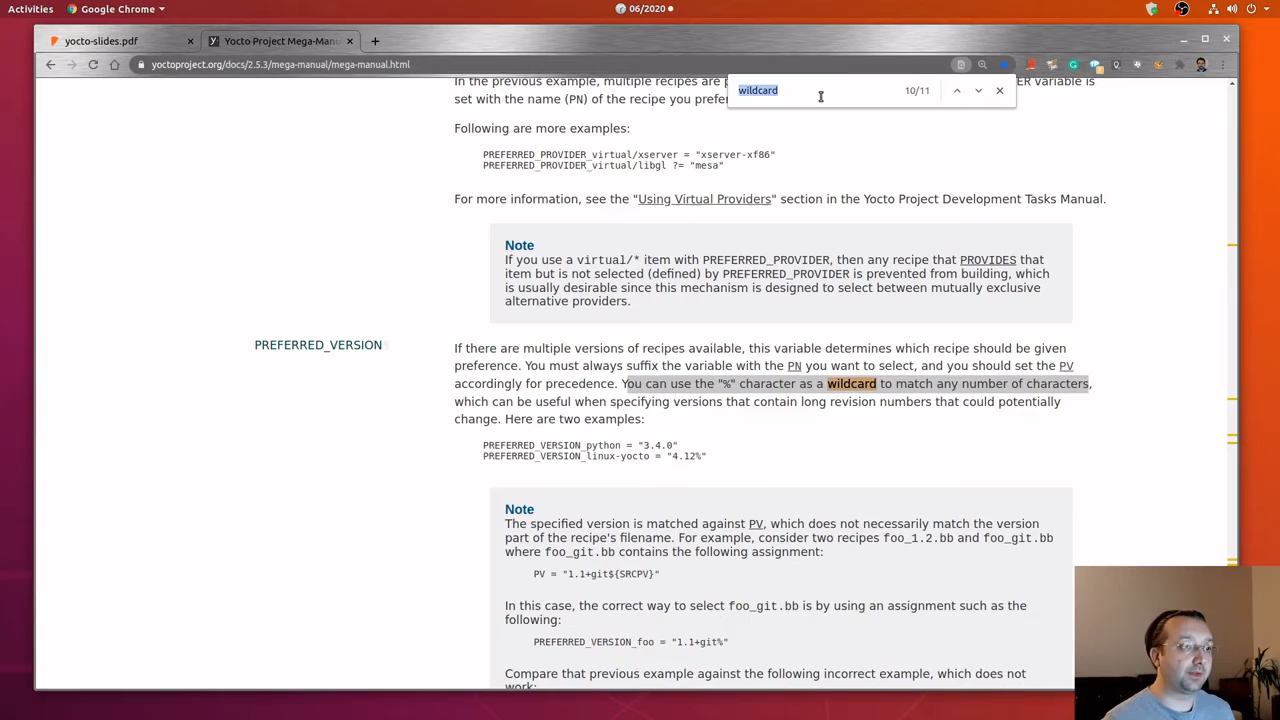 Activities
Google Chrome
06/2020
yocto-slides.pdf
Yocto Project Mega-Manu
yoctoproject.org/docs/2.5.3/mega-manual/mega-manual.html
wildcard
10/11
In the previous example, multiple recipes are
ER variable is
set with the name (PN) of the recipe you prefer
Following are more examples:
PREFERRED_PROVIDER_virtual/xserver = "xserver-xf86"
PREFERRED_PROVIDER_virtual/libgl ?= "mesa"
For more information, see the "Using Virtual Providers" section in the Yocto Project Development Tasks Manual.
Note
If you use a virtual/* item with PREFERRED_PROVIDER, then any recipe that PROVIDES that
item but is not selected (defined) by PREFERRED_PROVIDER is prevented from building, which
is usually desirable since this mechanism is designed to select between mutually exclusive
alternative providers.
PREFERRED_VERSION
If there are multiple versions of recipes available, this variable determines which recipe should be given
preference. You must always suffix the variable with the PN you want to select, and you should set the PV
accordingly for precedence. You can use the "%" character as a wildcard to match any number of characters,
which can be useful when specifying versions that contain long revision numbers that could potentially
change. Here are two examples:
PREFERRED_VERSION_python = "3.4.0"
PREFERRED_VERSION_linux-yocto = "4.12%"
Note
The specified version is matched against PV, which does not necessarily match the version
part of the recipe's filename. For example, consider two recipes foo_1.2.bb and foo_git.bb
where foo_git.bb contains the following assignment:
PV = "1.1+git${SRCPV}"
In this case, the correct way to select foo_git.bb is by using an assignment such as the
following:
PREFERRED_VERSION_foo = "1.1+git%"
Compare that previous example against the following incorrect example, which does not
work: